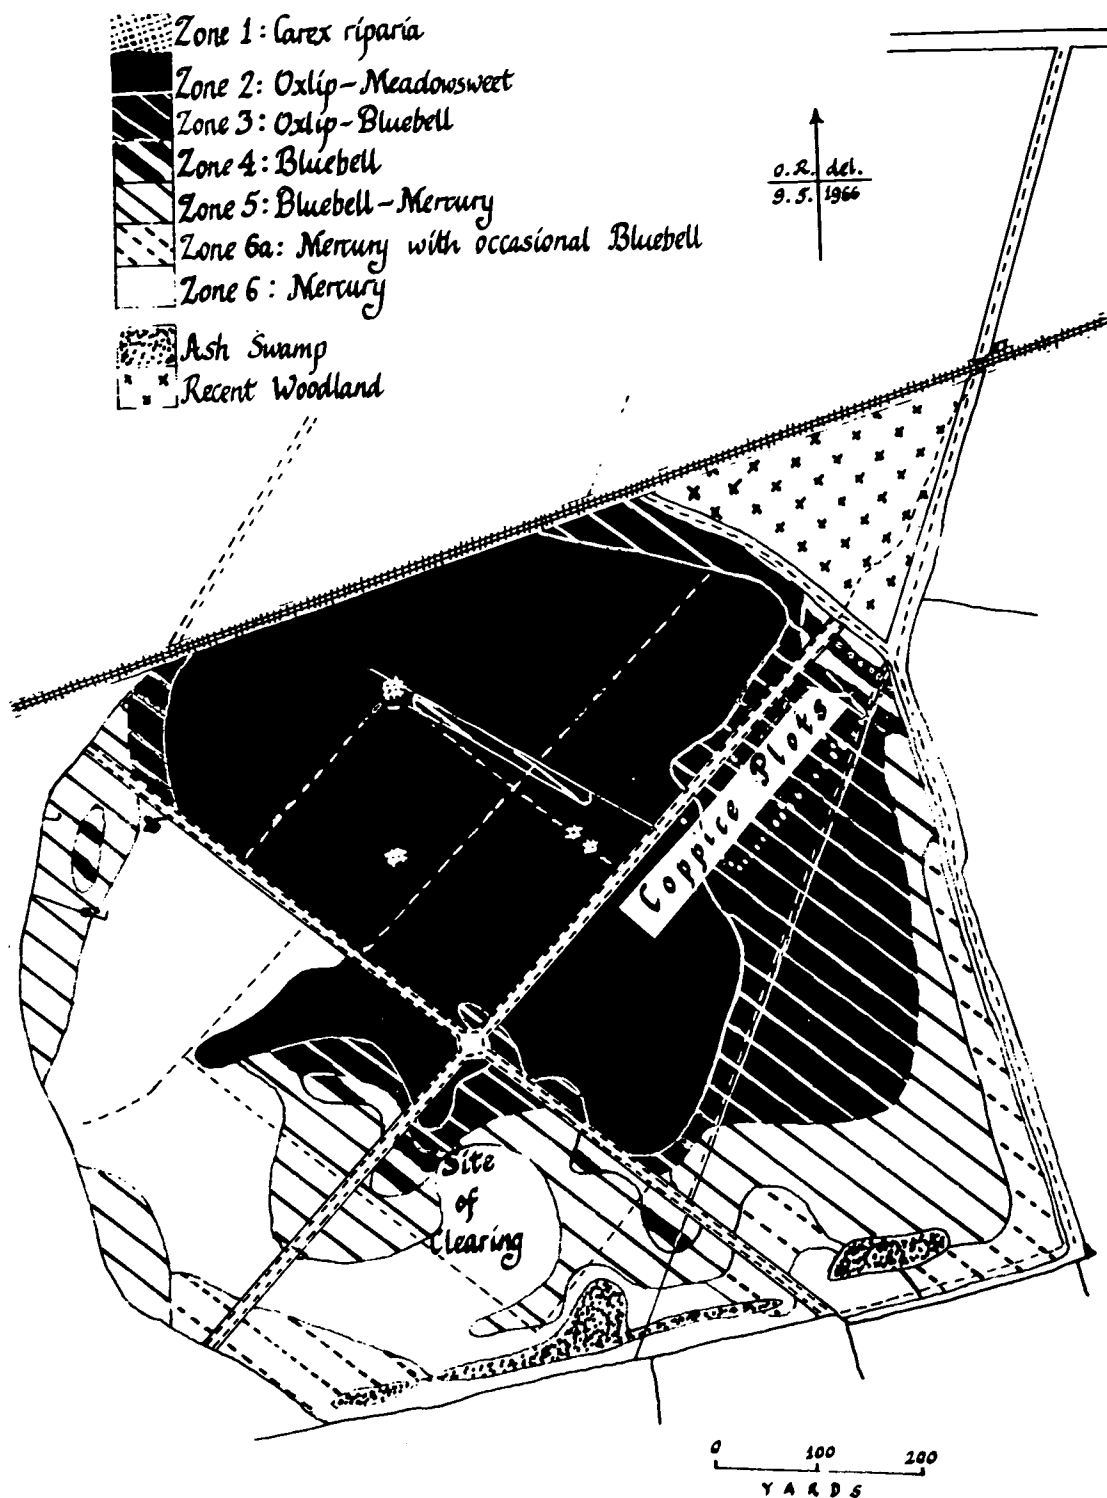 Zone 1: Carex riparia
Zone 2: Oxlip-Meadowsweet
Zone 3: Oxlip-Bluebell
Zone 4: Bluebell
Zone 5: Bluebell-Mercury
Zone 6a: Mercury with occasional Bluebell
Zone 6: Mercury
Ash Swamp
Recent Woodland
O.R. del.
9.5.1966
Coppice Plots
Site
of
Clearing
0 100 200
YARDS